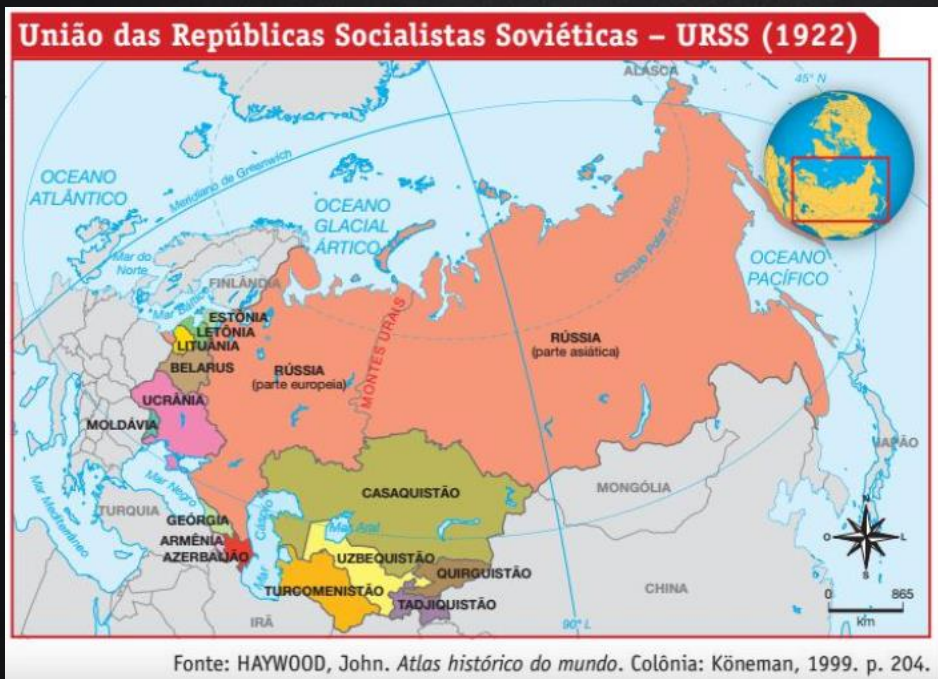 União das Repúblicas Socialistas Soviéticas – URSS (1922)
ALASCA
45° N
OCEANO
ATLÂNTICO
Meridiano de Greenwich
OCEANO
GLACIAL
ÁRTICO
Círculo Polar Ártico
OCEANO
PACÍFICO
Mar do
Norte
FINLÂNDIA
Mar Báltico
ESTÔNIA
LETÔNIA
LITUÂNIA
BELARUS
RÚSSIA
(parte europeia)
MONTES URAIS
RÚSSIA
(parte asiática)
UCRÂNIA
MOLDÁVIA
CASAQUISTÃO
MONGÓLIA
JAPÃO
Mar Mediterrâneo
Mar Negro
TURQUIA
GEÓRGIA
ARMÊNIA
AZERBAIJÃO
Mar Cáspio
Mar Aral
UZBEQUISTÃO
QUIRGUISTÃO
TURCOMENISTÃO
TADJIQUISTÃO
CHINA
IRÃ
90° L
N
O
L
S
0 865
km
Fonte: HAYWOOD, John. Atlas histórico do mundo. Colônia: Köneman, 1999. p. 204.